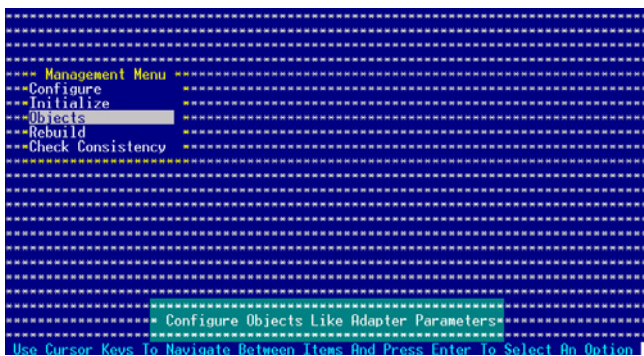 Management Menu
Configure
Initialize
Objects
Rebuild
Check Consistency
Configure Objects Like Adapter Parameters
Use Cursor Keys To Navigate Between Items And Press Enter To Select An Option